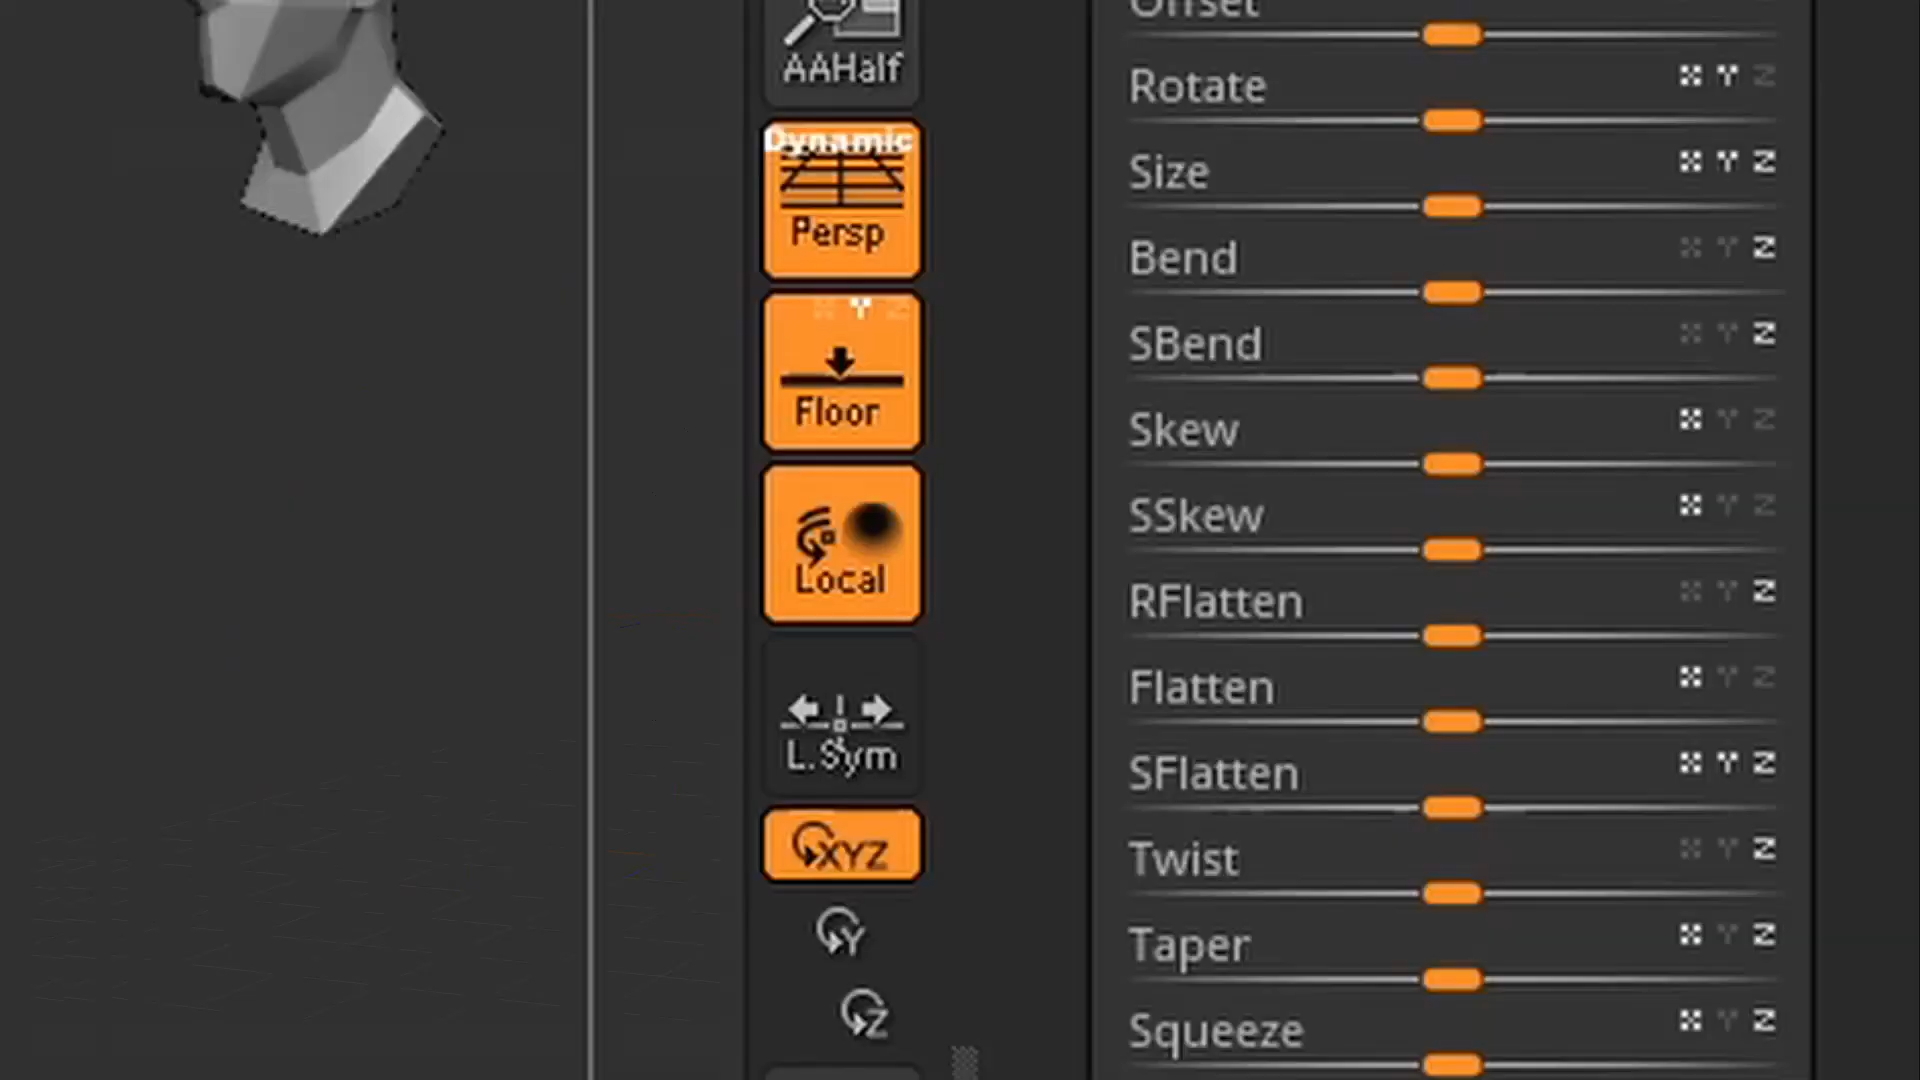 AAHalf
Dynamic
Persp
Y
Floor
Local
L.Sym
XYZ
Y
Z
Offset
Rotate X Y Z
Size X Y Z
Bend X Y Z
SBend X Y Z
Skew X Y Z
SSkew X Y Z
RFlatten X Y Z
Flatten X Y Z
SFlatten X Y Z
Twist X Y Z
Taper X Y Z
Squeeze X Y Z